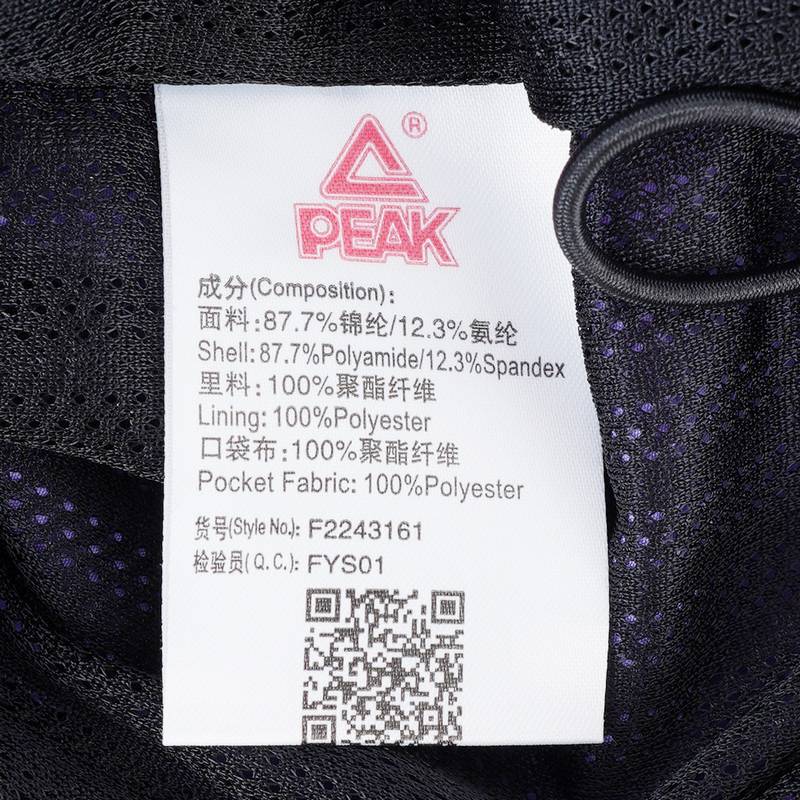 ®
PEAK
成分(Composition):
面料:87.7%锦纶/12.3%氨纶
Shell:87.7%Polyamide/12.3%Spandex
里料:100%聚酯纤维
Lining:100%Polyester
口袋布:100%聚酯纤维
Pocket Fabric:100%Polyester
货号(Style No.): F2243161
检验员(Q.C.): FYS01